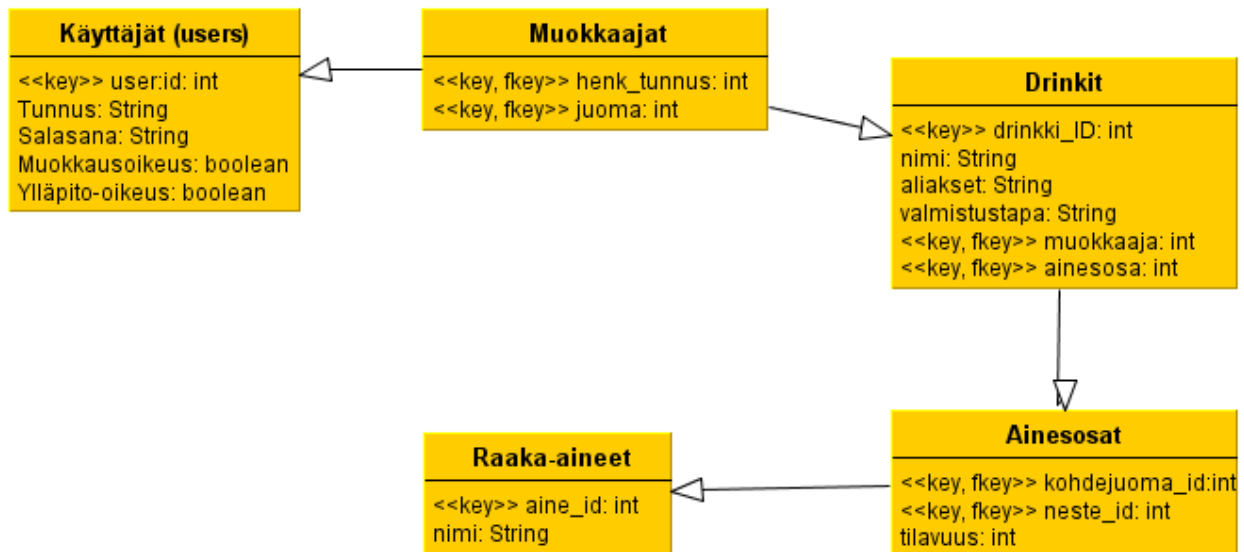 Käyttäjät (users)
<<key>> user:id: int
Tunnus: String
Salasana: String
Muokkausoikeus: boolean
Ylläpito-oikeus: boolean
Muokkaajat
<<key, fkey>> henk_tunnus: int
<<key, fkey>> juoma: int
Drinkit
<<key>> drinkki_ID: int
nimi: String
aliakset: String
valmistustapa: String
<<key, fkey>> muokkaaja: int
<<key, fkey>> ainesosa: int
Raaka-aineet
<<key>> aine_id: int
nimi: String
Ainesosat
<<key, fkey>> kohdejuoma_id:int
<<key, fkey>> neste_id: int
tilavuus: int